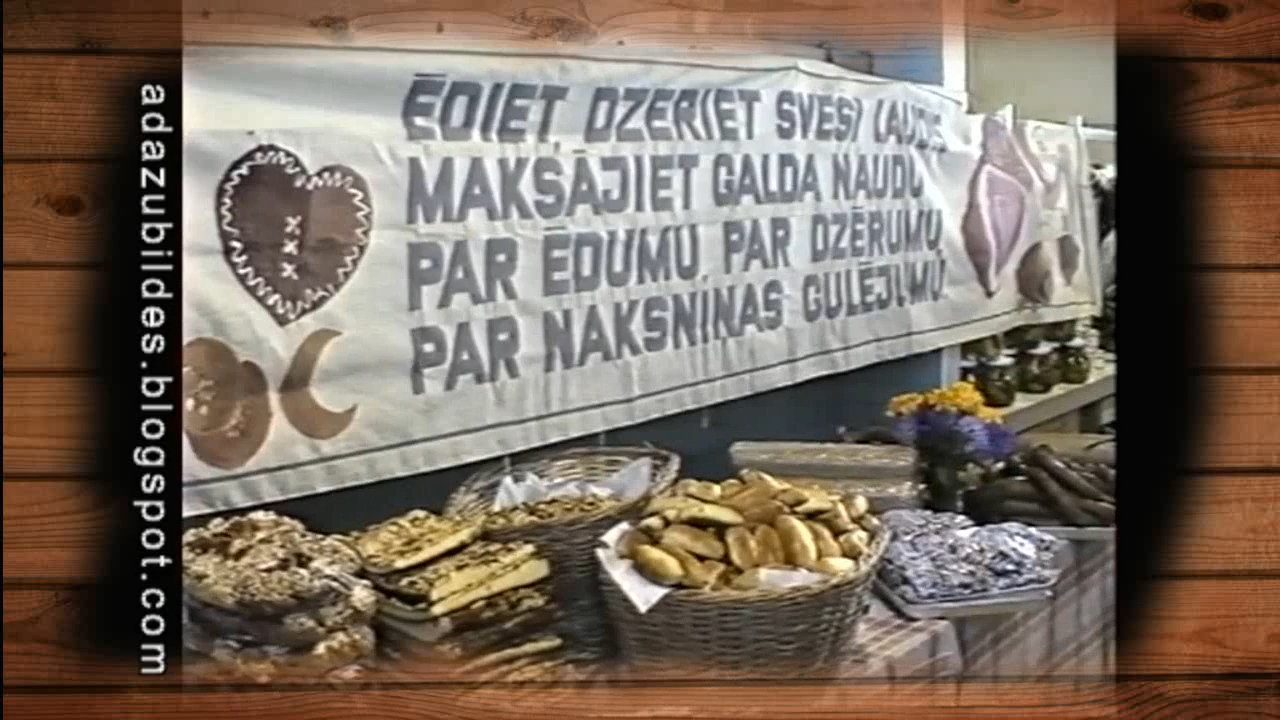 ĒDIET, DZERIET SVEŠI ĻAUDIS
MAKSĀJIET GALDA NAUDU
PAR ĒDUMU, PAR DZĒRUMU,
PAR NAKSNIŅAS GULĒJUMU.
adazubildes.blogspot.com